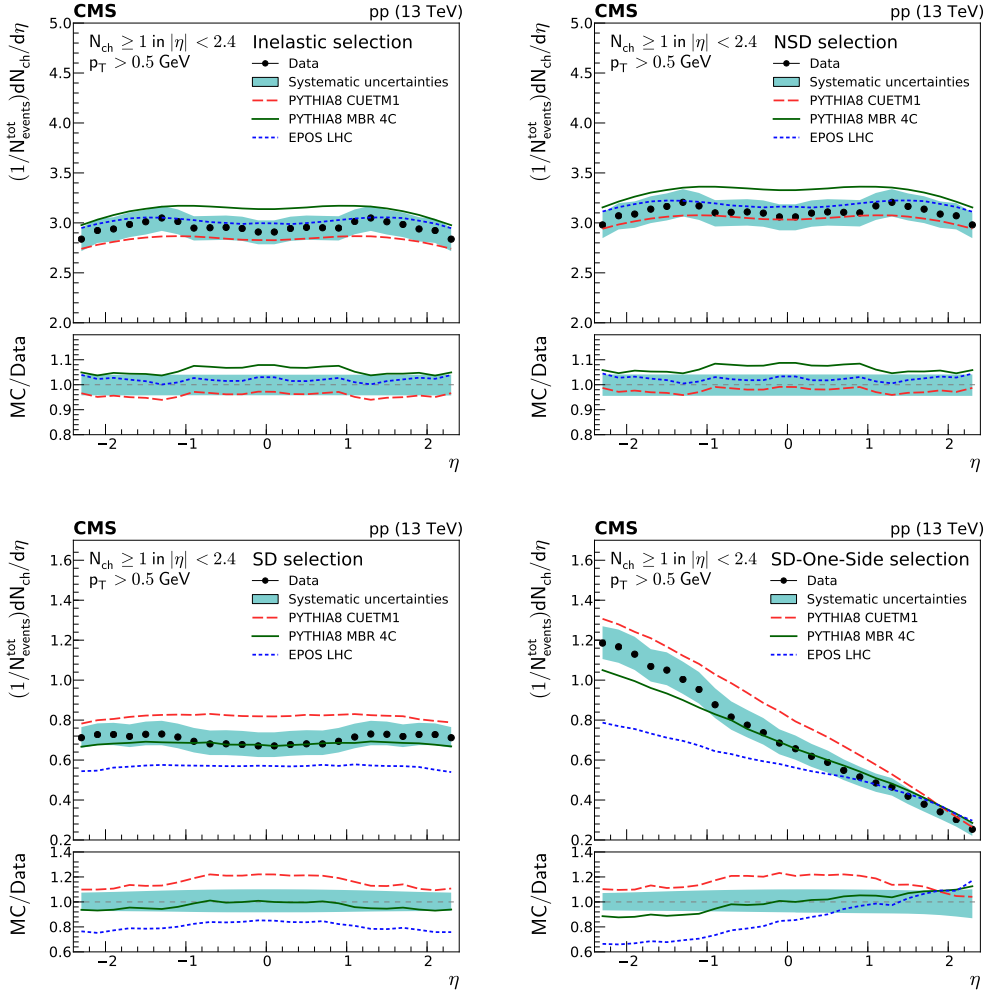 CMS pp (13 TeV)
(1/N^tot_events)dN_ch/dη
5.0
4.5
4.0
3.5
3.0
2.5
2.0
N_ch ≥ 1 in |η| < 2.4
p_T > 0.5 GeV
Inelastic selection
Data
Systematic uncertainties
PYTHIA8 CUETM1
PYTHIA8 MBR 4C
EPOS LHC
MC/Data
1.1
1.0
0.9
0.8
−2 −1 0 1 2
η
CMS pp (13 TeV)
(1/N^tot_events)dN_ch/dη
5.0
4.5
4.0
3.5
3.0
2.5
2.0
N_ch ≥ 1 in |η| < 2.4
p_T > 0.5 GeV
NSD selection
Data
Systematic uncertainties
PYTHIA8 CUETM1
PYTHIA8 MBR 4C
EPOS LHC
MC/Data
1.1
1.0
0.9
0.8
−2 −1 0 1 2
η
CMS pp (13 TeV)
(1/N^tot_events)dN_ch/dη
1.6
1.4
1.2
1.0
0.8
0.6
0.4
0.2
N_ch ≥ 1 in |η| < 2.4
p_T > 0.5 GeV
SD selection
Data
Systematic uncertainties
PYTHIA8 CUETM1
PYTHIA8 MBR 4C
EPOS LHC
MC/Data
1.4
1.2
1.0
0.8
0.6
−2 −1 0 1 2
η
CMS pp (13 TeV)
(1/N^tot_events)dN_ch/dη
1.6
1.4
1.2
1.0
0.8
0.6
0.4
0.2
N_ch ≥ 1 in |η| < 2.4
p_T > 0.5 GeV
SD-One-Side selection
Data
Systematic uncertainties
PYTHIA8 CUETM1
PYTHIA8 MBR 4C
EPOS LHC
MC/Data
1.4
1.2
1.0
0.8
0.6
−2 −1 0 1 2
η